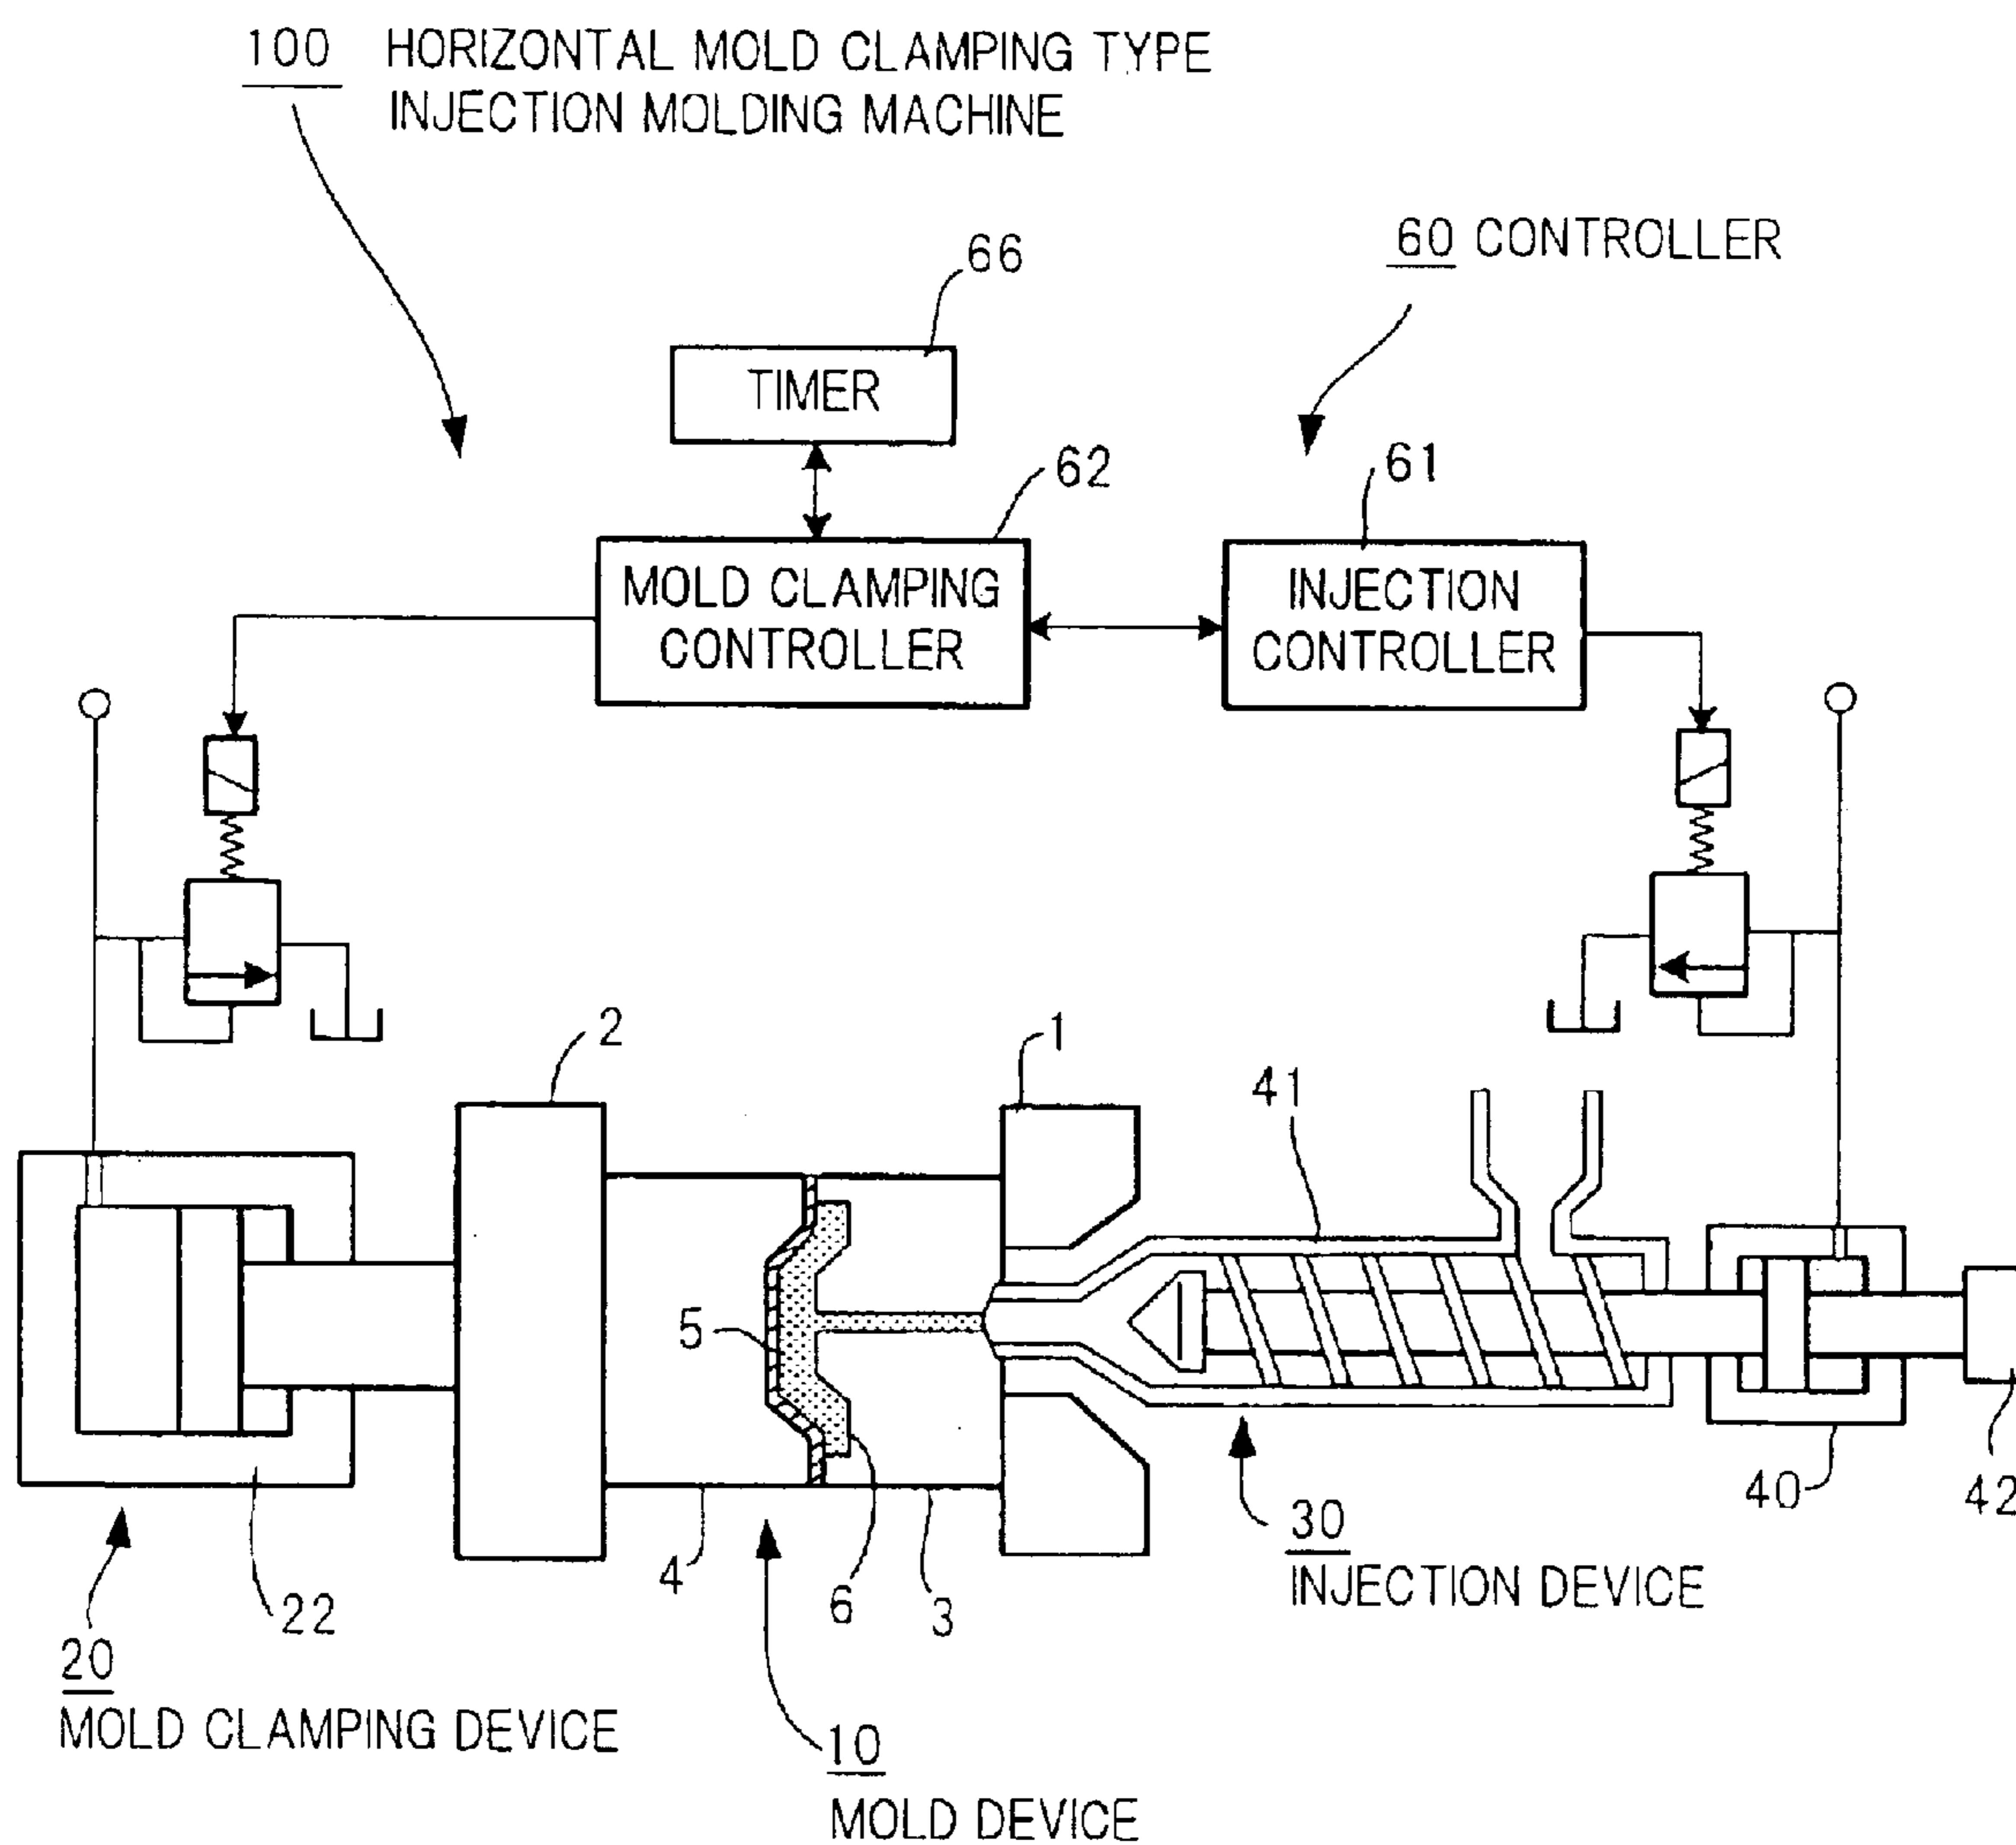 100 HORIZONTAL MOLD CLAMPING TYPE
INJECTION MOLDING MACHINE
60 CONTROLLER
66
TIMER
62
61
MOLD CLAMPING
CONTROLLER
INJECTION
CONTROLLER
2
1
41
5
22
4
6
3
30
INJECTION DEVICE
40
42
20
MOLD CLAMPING DEVICE
10
MOLD DEVICE